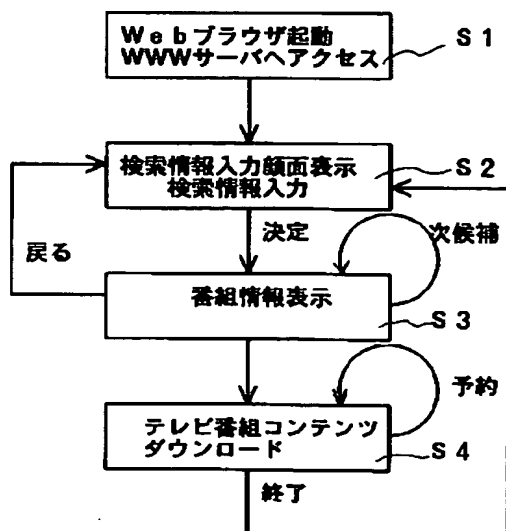 Webブラウザ起動
WWWサーバへアクセス
S1
検索情報入力顔面表示
検索情報入力
S2
決定
次候補
戻る
番組情報表示
S3
予約
テレビ番組コンテンツ
ダウンロード
S4
終了